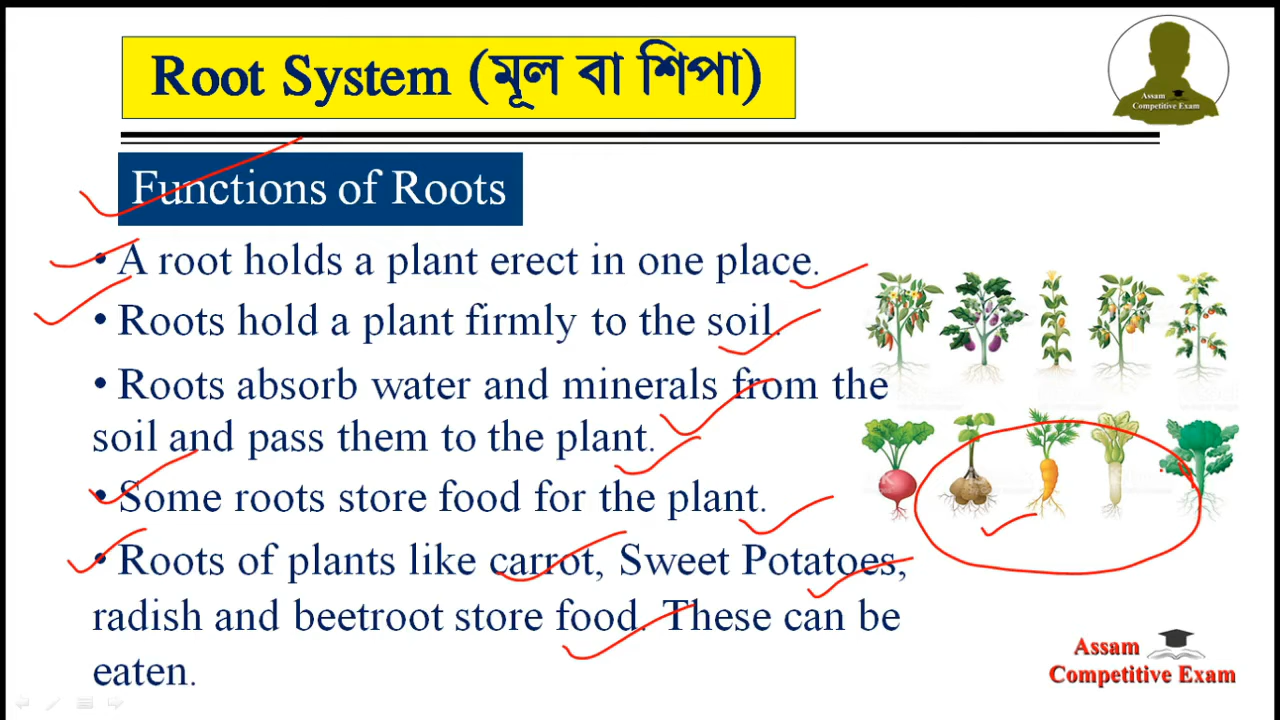 Root System (মূল বা শিপা)
Assam
Competitive Exam
Functions of Roots
• A root holds a plant erect in one place.
• Roots hold a plant firmly to the soil.
• Roots absorb water and minerals from the
soil and pass them to the plant.
• Some roots store food for the plant.
• Roots of plants like carrot, Sweet Potatoes,
radish and beetroot store food. These can be
eaten.
Assam
Competitive Exam